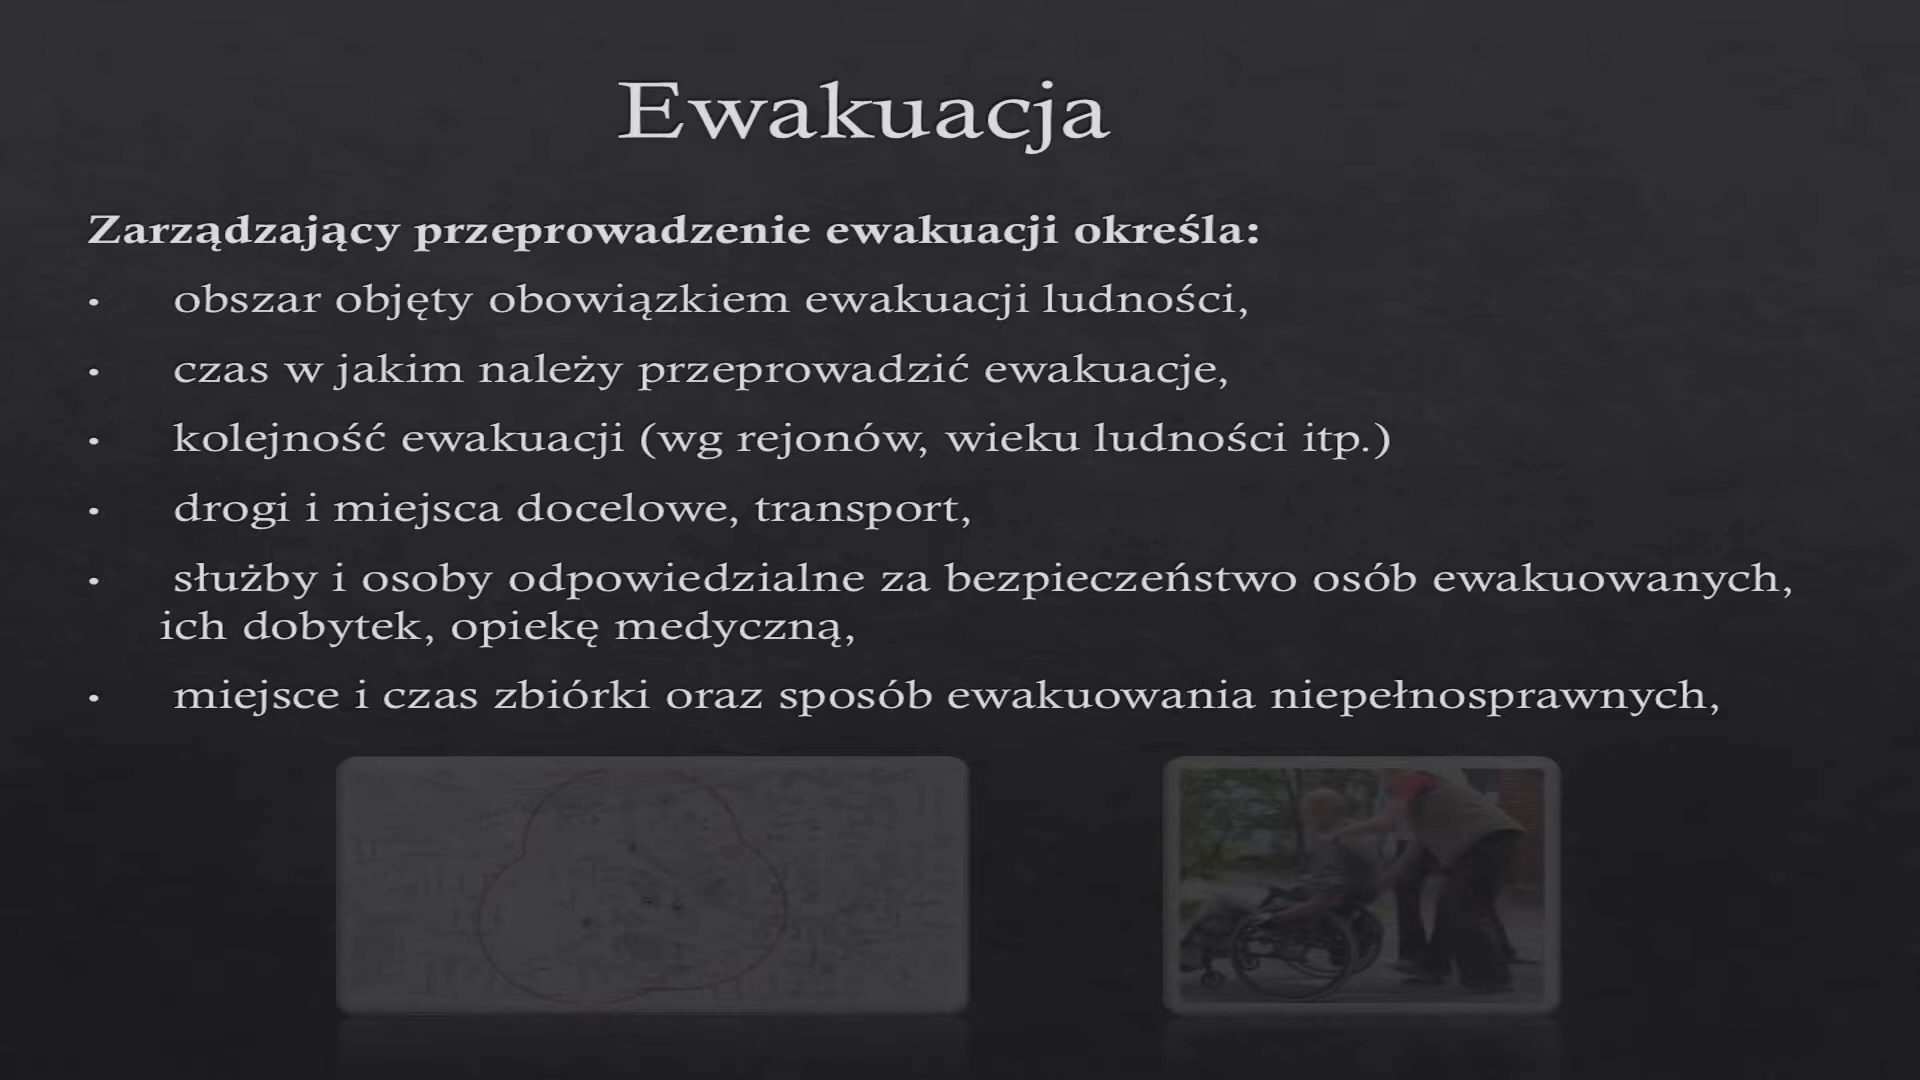 Ewakuacja
Zarządzający przeprowadzenie ewakuacji określa:
• obszar objęty obowiązkiem ewakuacji ludności,
• czas w jakim należy przeprowadzić ewakuacje,
• kolejność ewakuacji (wg rejonów, wieku ludności itp.)
• drogi i miejsca docelowe, transport,
• służby i osoby odpowiedzialne za bezpieczeństwo osób ewakuowanych,
ich dobytek, opiekę medyczną,
• miejsce i czas zbiórki oraz sposób ewakuowania niepełnosprawnych,